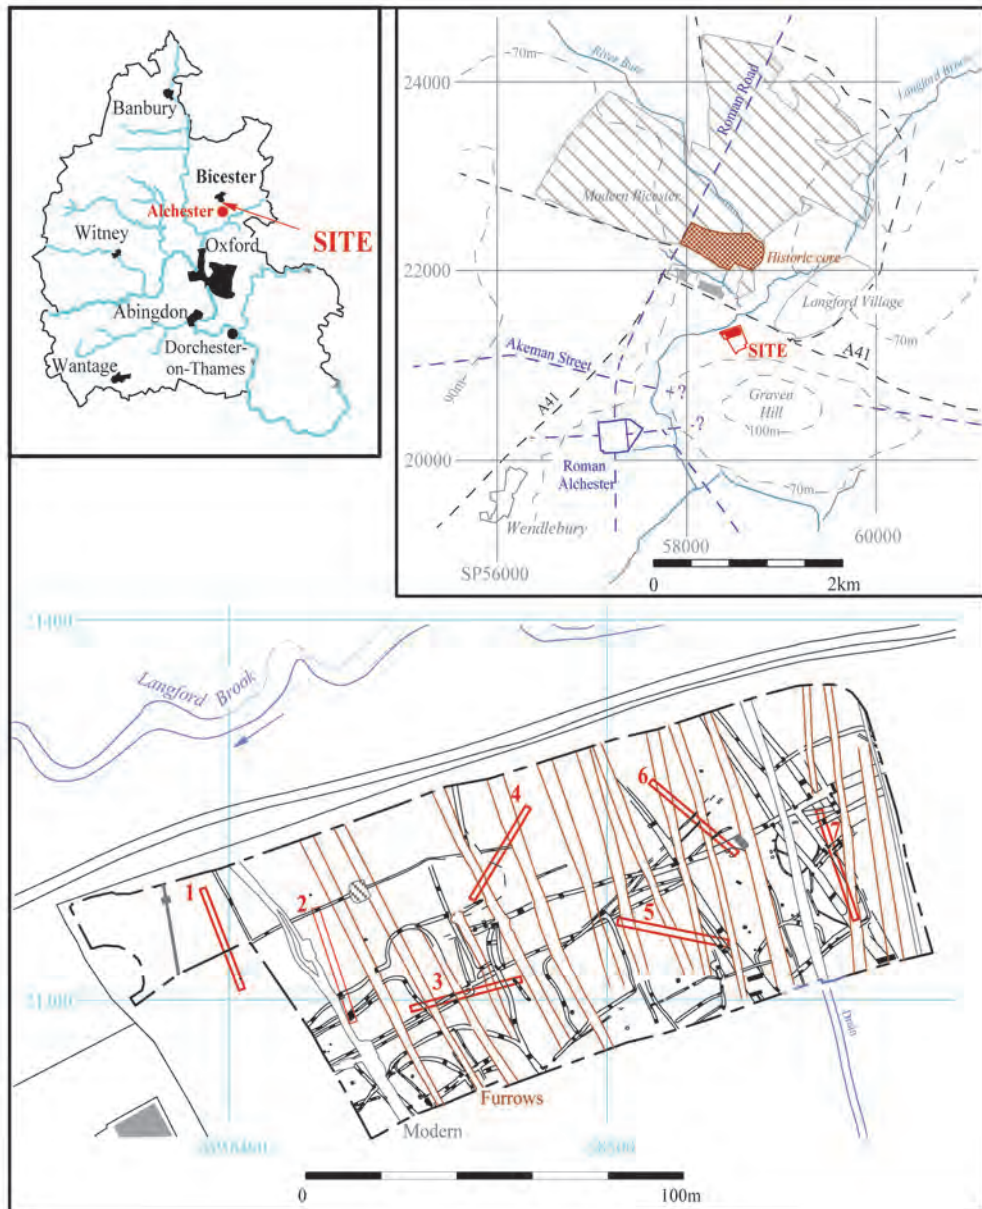 Banbury
Bicester
Alchester
SITE
Witney
Oxford
Abingdon
Dorchester-
on-Thames
Wantage
24000
22000
20000
70m
River Bure
Roman Road
Langford Brook
Modern Bicester
Historic core
Langford Village
SITE
70m
A41
Akeman Street
90m
A41
?
?
Graven
Hill
100m
Roman
Alchester
70m
Wendlebury
58000
60000
SP56000
0
2km
Langford Brook
1
2
3
4
5
6
7
Drain
Furrows
Modern
0
100m